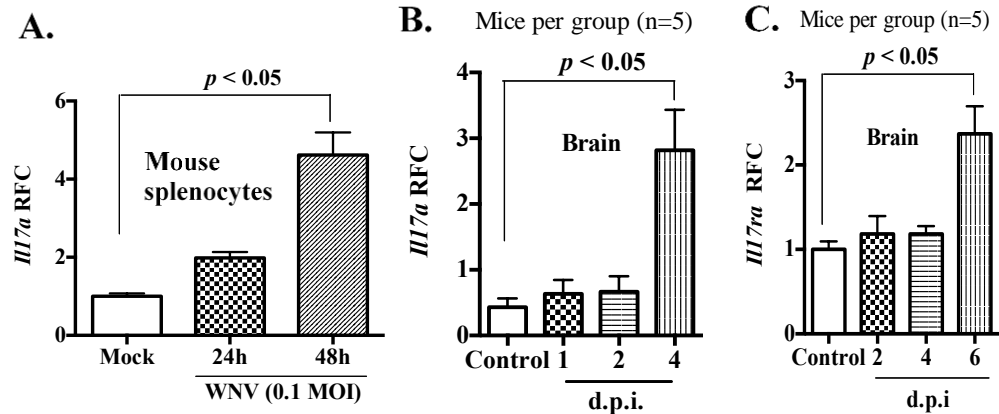 A.
p < 0.05
Il17a RFC
6
4
2
0
Mouse
splenocytes
Mock 24h 48h
WNV (0.1 MOI)
B.
Mice per group (n=5)
p < 0.05
Il17a RFC
4
3
2
1
0
Brain
Control 1 2 4
d.p.i.
C.
Mice per group (n=5)
p < 0.05
Il17ra RFC
3
2
1
0
Brain
Control 2 4 6
d.p.i